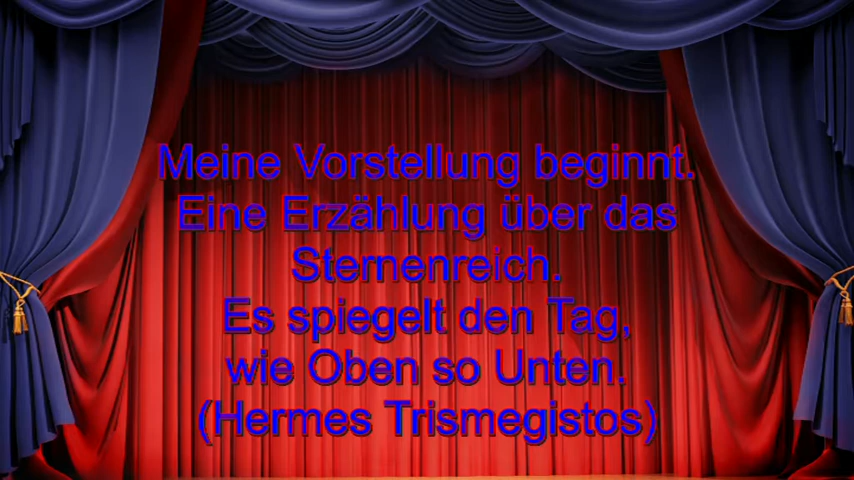 Meine Vorstellung beginnt.
Eine Erzählung über das
Sternenreich.
Es spiegelt den Tag,
wie Oben so Unten.
(Hermes Trismegistos)